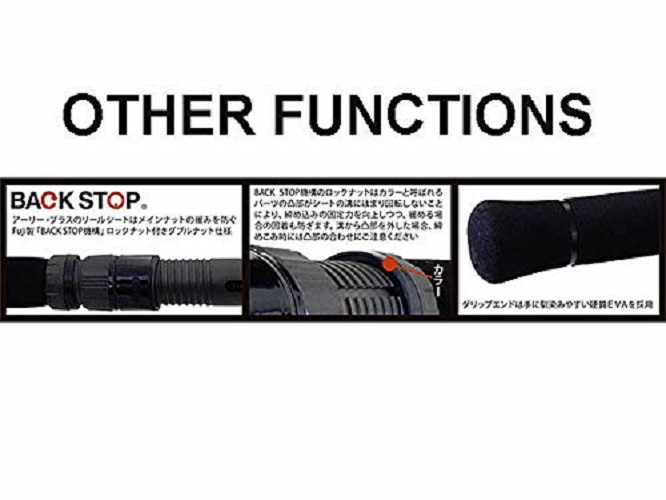 OTHER FUNCTIONS
BACK STOP®
アーリー・プラスのリールシートはメインナットの緩みを防ぐ
Fuji製「BACK STOP機構」ロックナット付きダブルナット仕様
BACK STOP機構のロックナットはカラーと呼ばれる
パーツの凸部がシートの溝にはまり回転しないこと
により、締め込みの固定力を向上しつつ、緩める場
合の固着も防ぎます。溝から凸部を外した場合、締
めこみ時には凸部の合わせにご注意ください
カラー
グリップエンドは手に馴染みやすい硬質EVAを採用